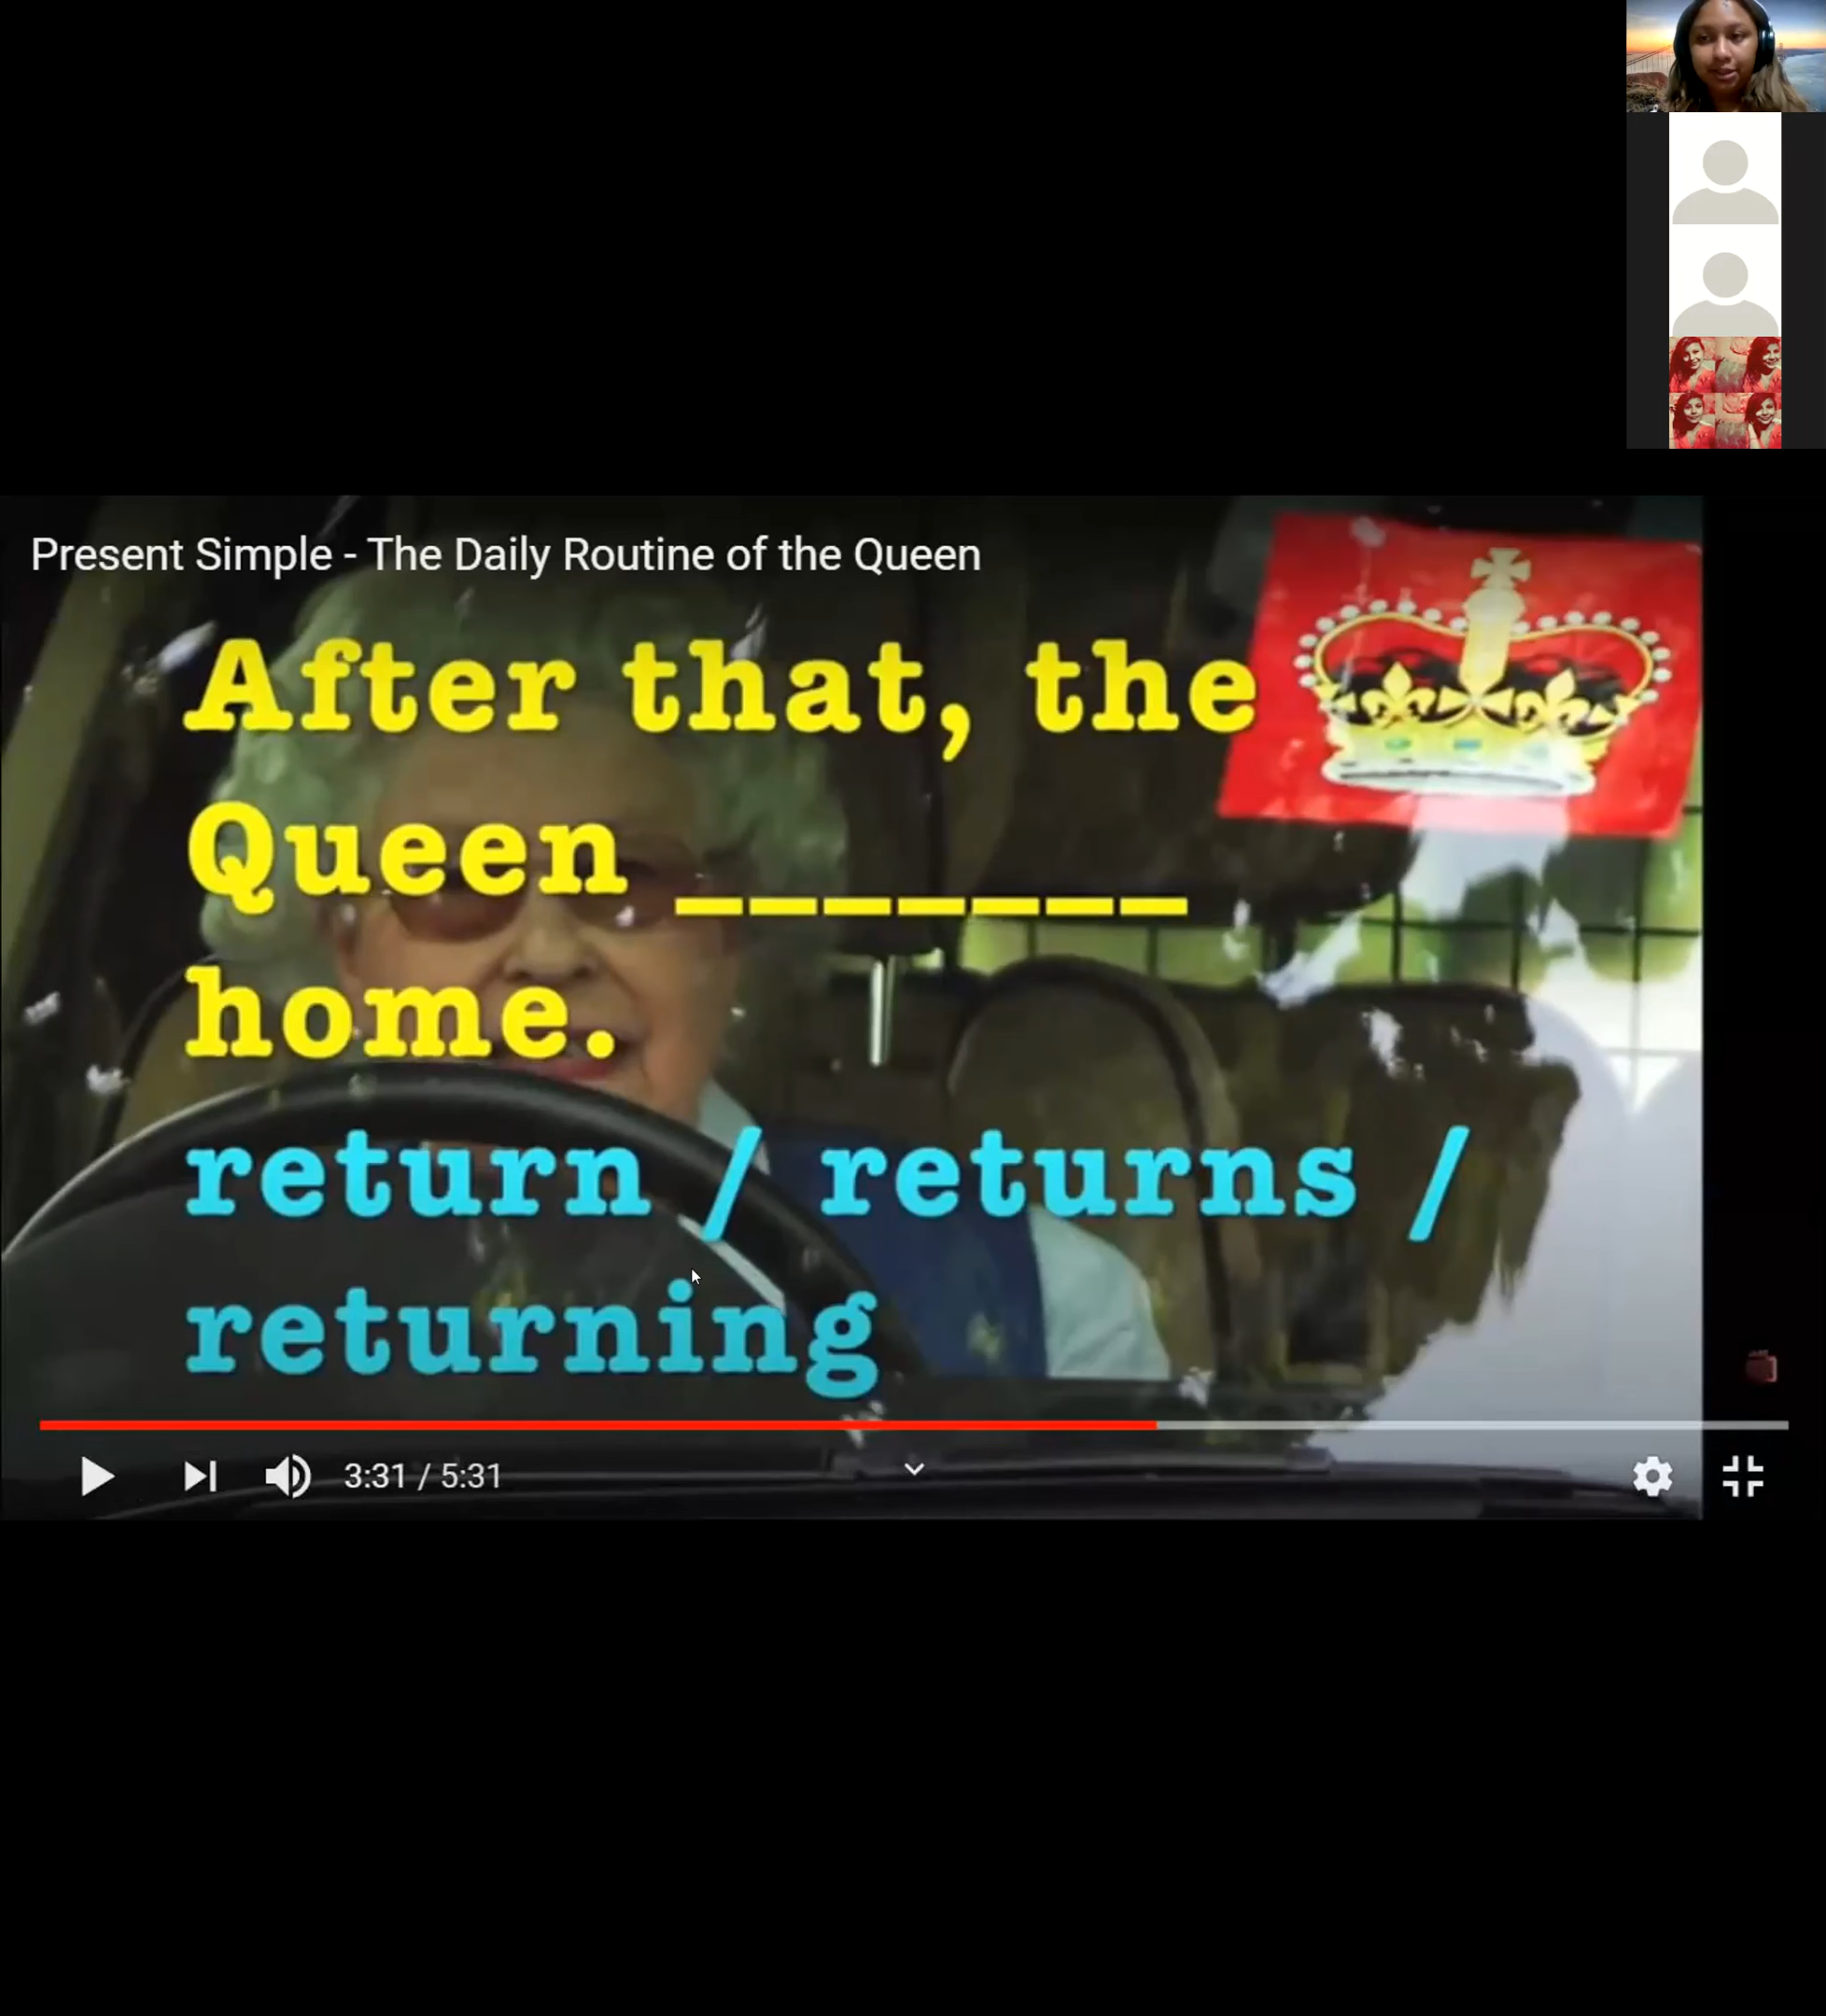 Present Simple - The Daily Routine of the Queen
After that, the
Queen _______
home.
return / returns /
returning
3:31 / 5:31